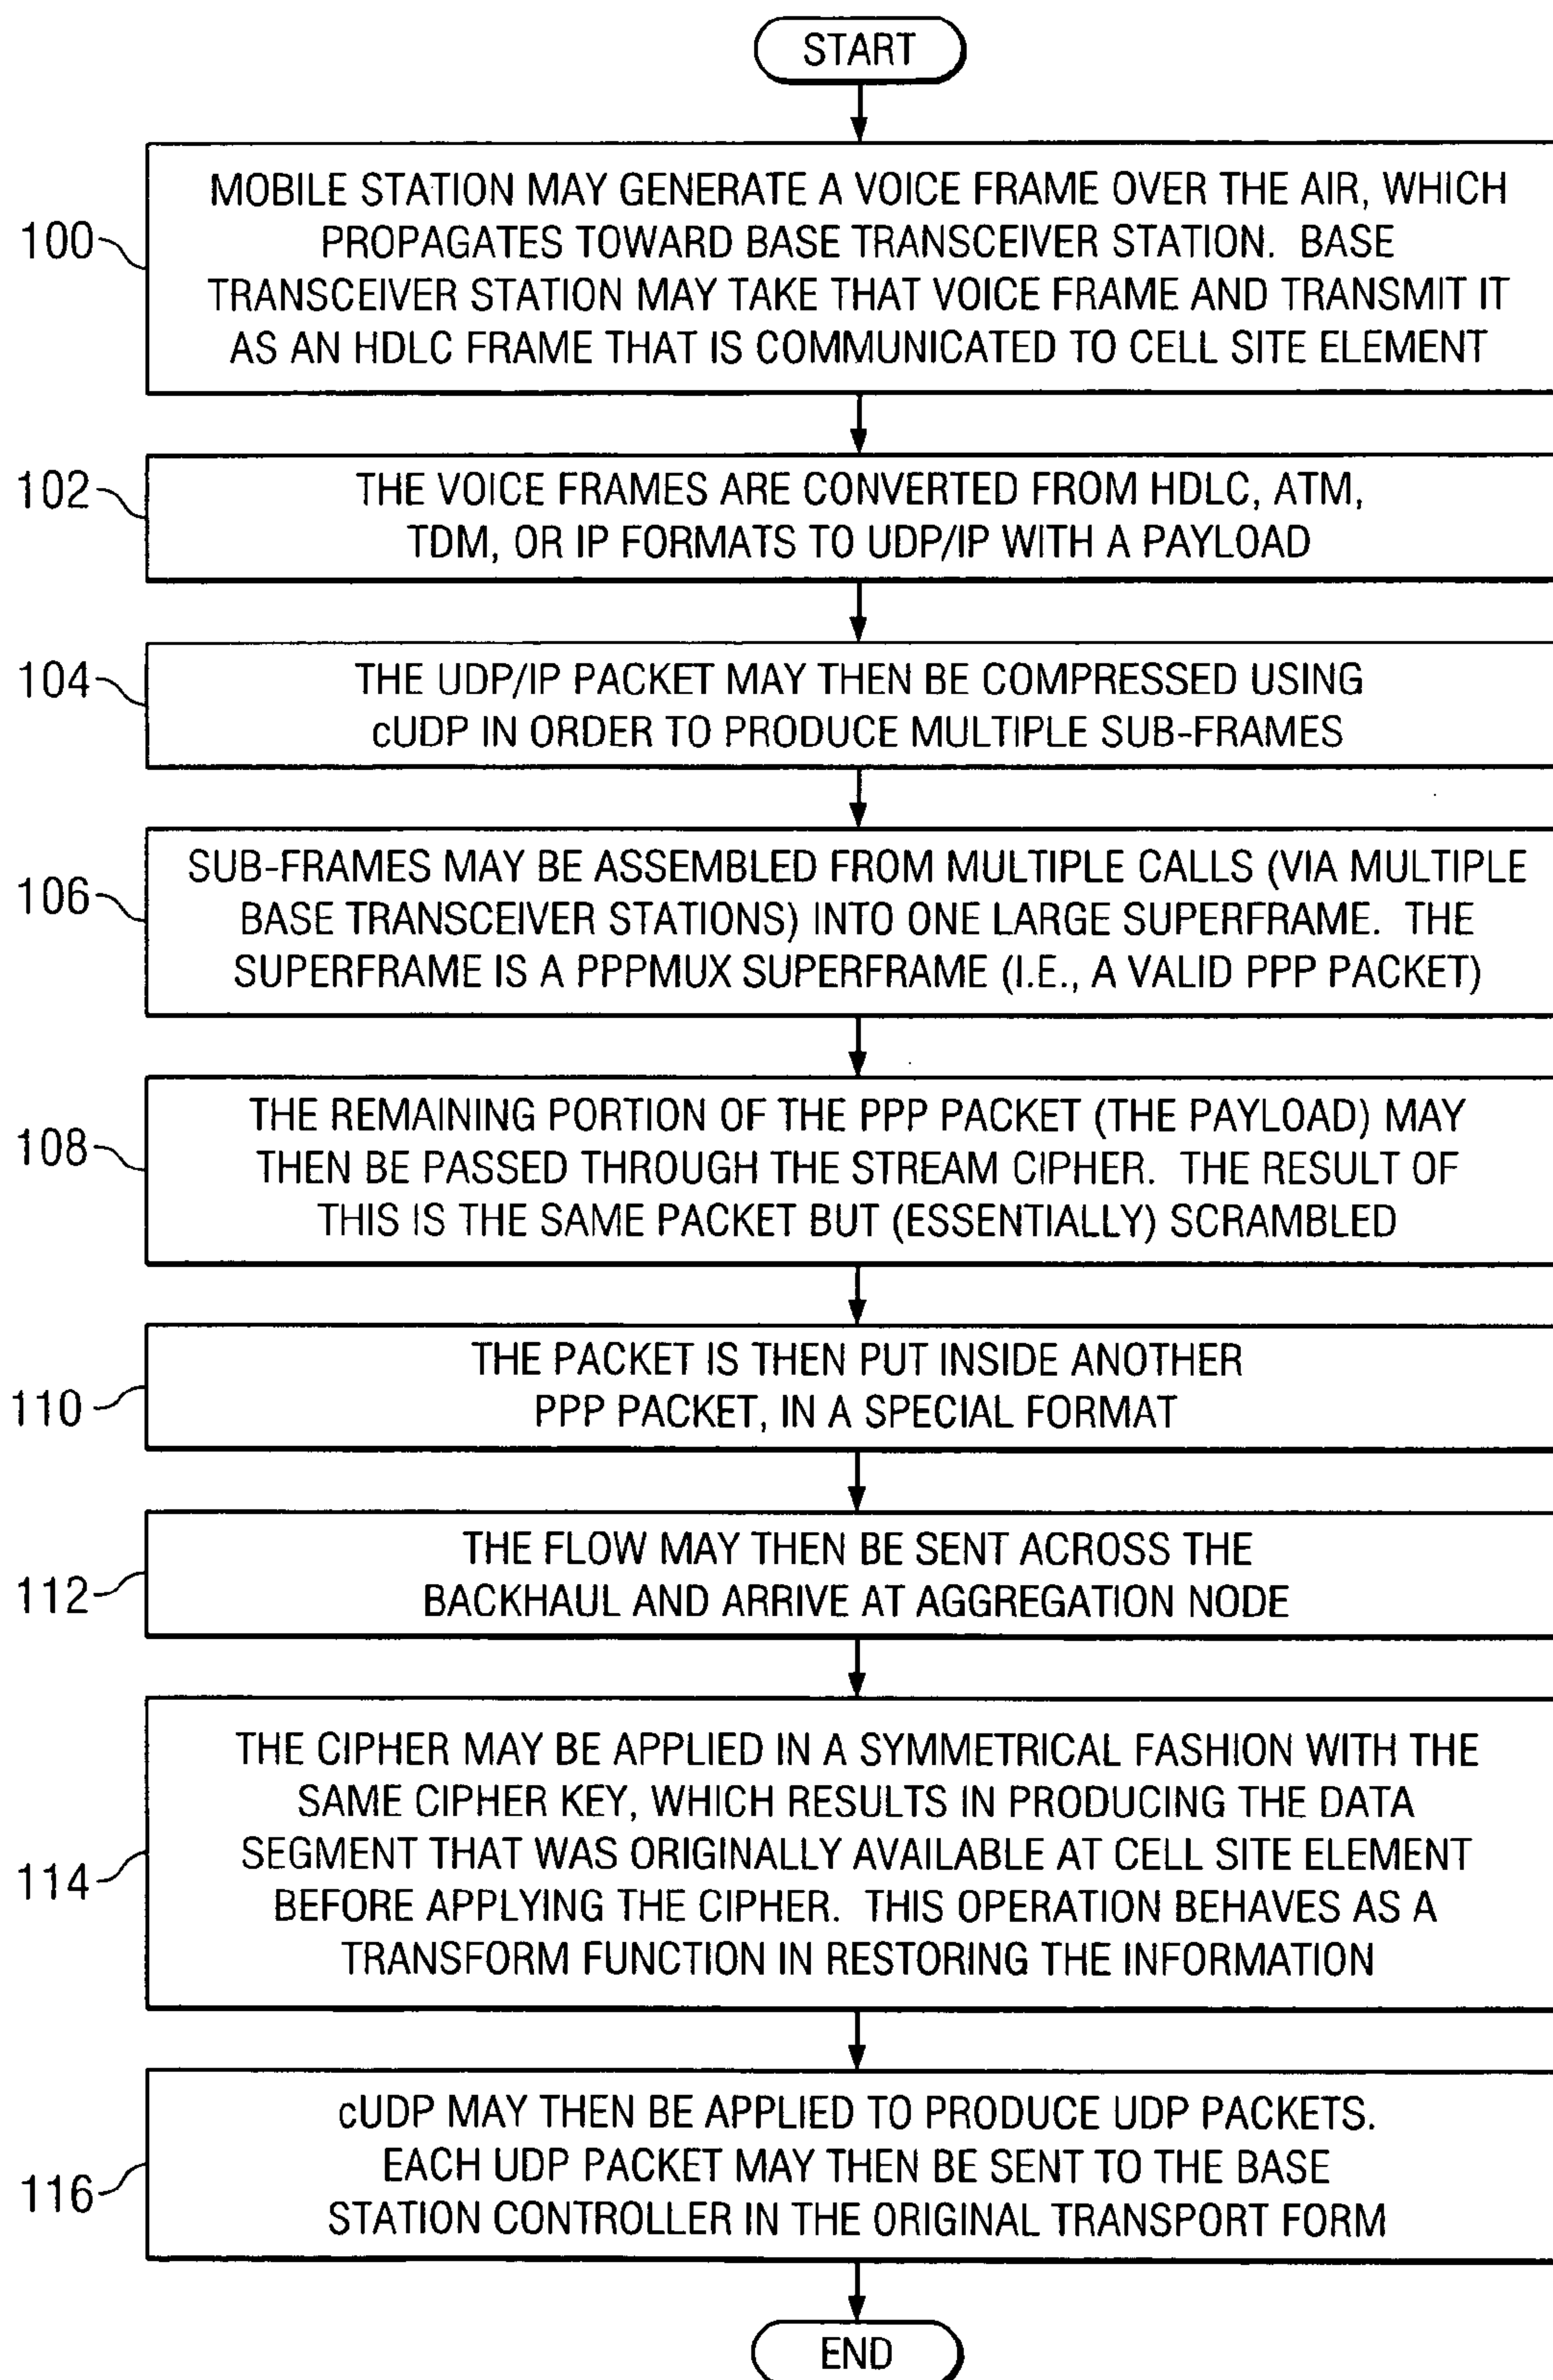 START
100
MOBILE STATION MAY GENERATE A VOICE FRAME OVER THE AIR, WHICH
PROPAGATES TOWARD BASE TRANSCEIVER STATION. BASE
TRANSCEIVER STATION MAY TAKE THAT VOICE FRAME AND TRANSMIT IT
AS AN HDLC FRAME THAT IS COMMUNICATED TO CELL SITE ELEMENT
102
THE VOICE FRAMES ARE CONVERTED FROM HDLC, ATM,
TDM, OR IP FORMATS TO UDP/IP WITH A PAYLOAD
104
THE UDP/IP PACKET MAY THEN BE COMPRESSED USING
cUDP IN ORDER TO PRODUCE MULTIPLE SUB-FRAMES
106
SUB-FRAMES MAY BE ASSEMBLED FROM MULTIPLE CALLS (VIA MULTIPLE
BASE TRANSCEIVER STATIONS) INTO ONE LARGE SUPERFRAME. THE
SUPERFRAME IS A PPPMUX SUPERFRAME (I.E., A VALID PPP PACKET)
108
THE REMAINING PORTION OF THE PPP PACKET (THE PAYLOAD) MAY
THEN BE PASSED THROUGH THE STREAM CIPHER. THE RESULT OF
THIS IS THE SAME PACKET BUT (ESSENTIALLY) SCRAMBLED
110
THE PACKET IS THEN PUT INSIDE ANOTHER
PPP PACKET, IN A SPECIAL FORMAT
112
THE FLOW MAY THEN BE SENT ACROSS THE
BACKHAUL AND ARRIVE AT AGGREGATION NODE
114
THE CIPHER MAY BE APPLIED IN A SYMMETRICAL FASHION WITH THE
SAME CIPHER KEY, WHICH RESULTS IN PRODUCING THE DATA
SEGMENT THAT WAS ORIGINALLY AVAILABLE AT CELL SITE ELEMENT
BEFORE APPLYING THE CIPHER. THIS OPERATION BEHAVES AS A
TRANSFORM FUNCTION IN RESTORING THE INFORMATION
116
cUDP MAY THEN BE APPLIED TO PRODUCE UDP PACKETS.
EACH UDP PACKET MAY THEN BE SENT TO THE BASE
STATION CONTROLLER IN THE ORIGINAL TRANSPORT FORM
END